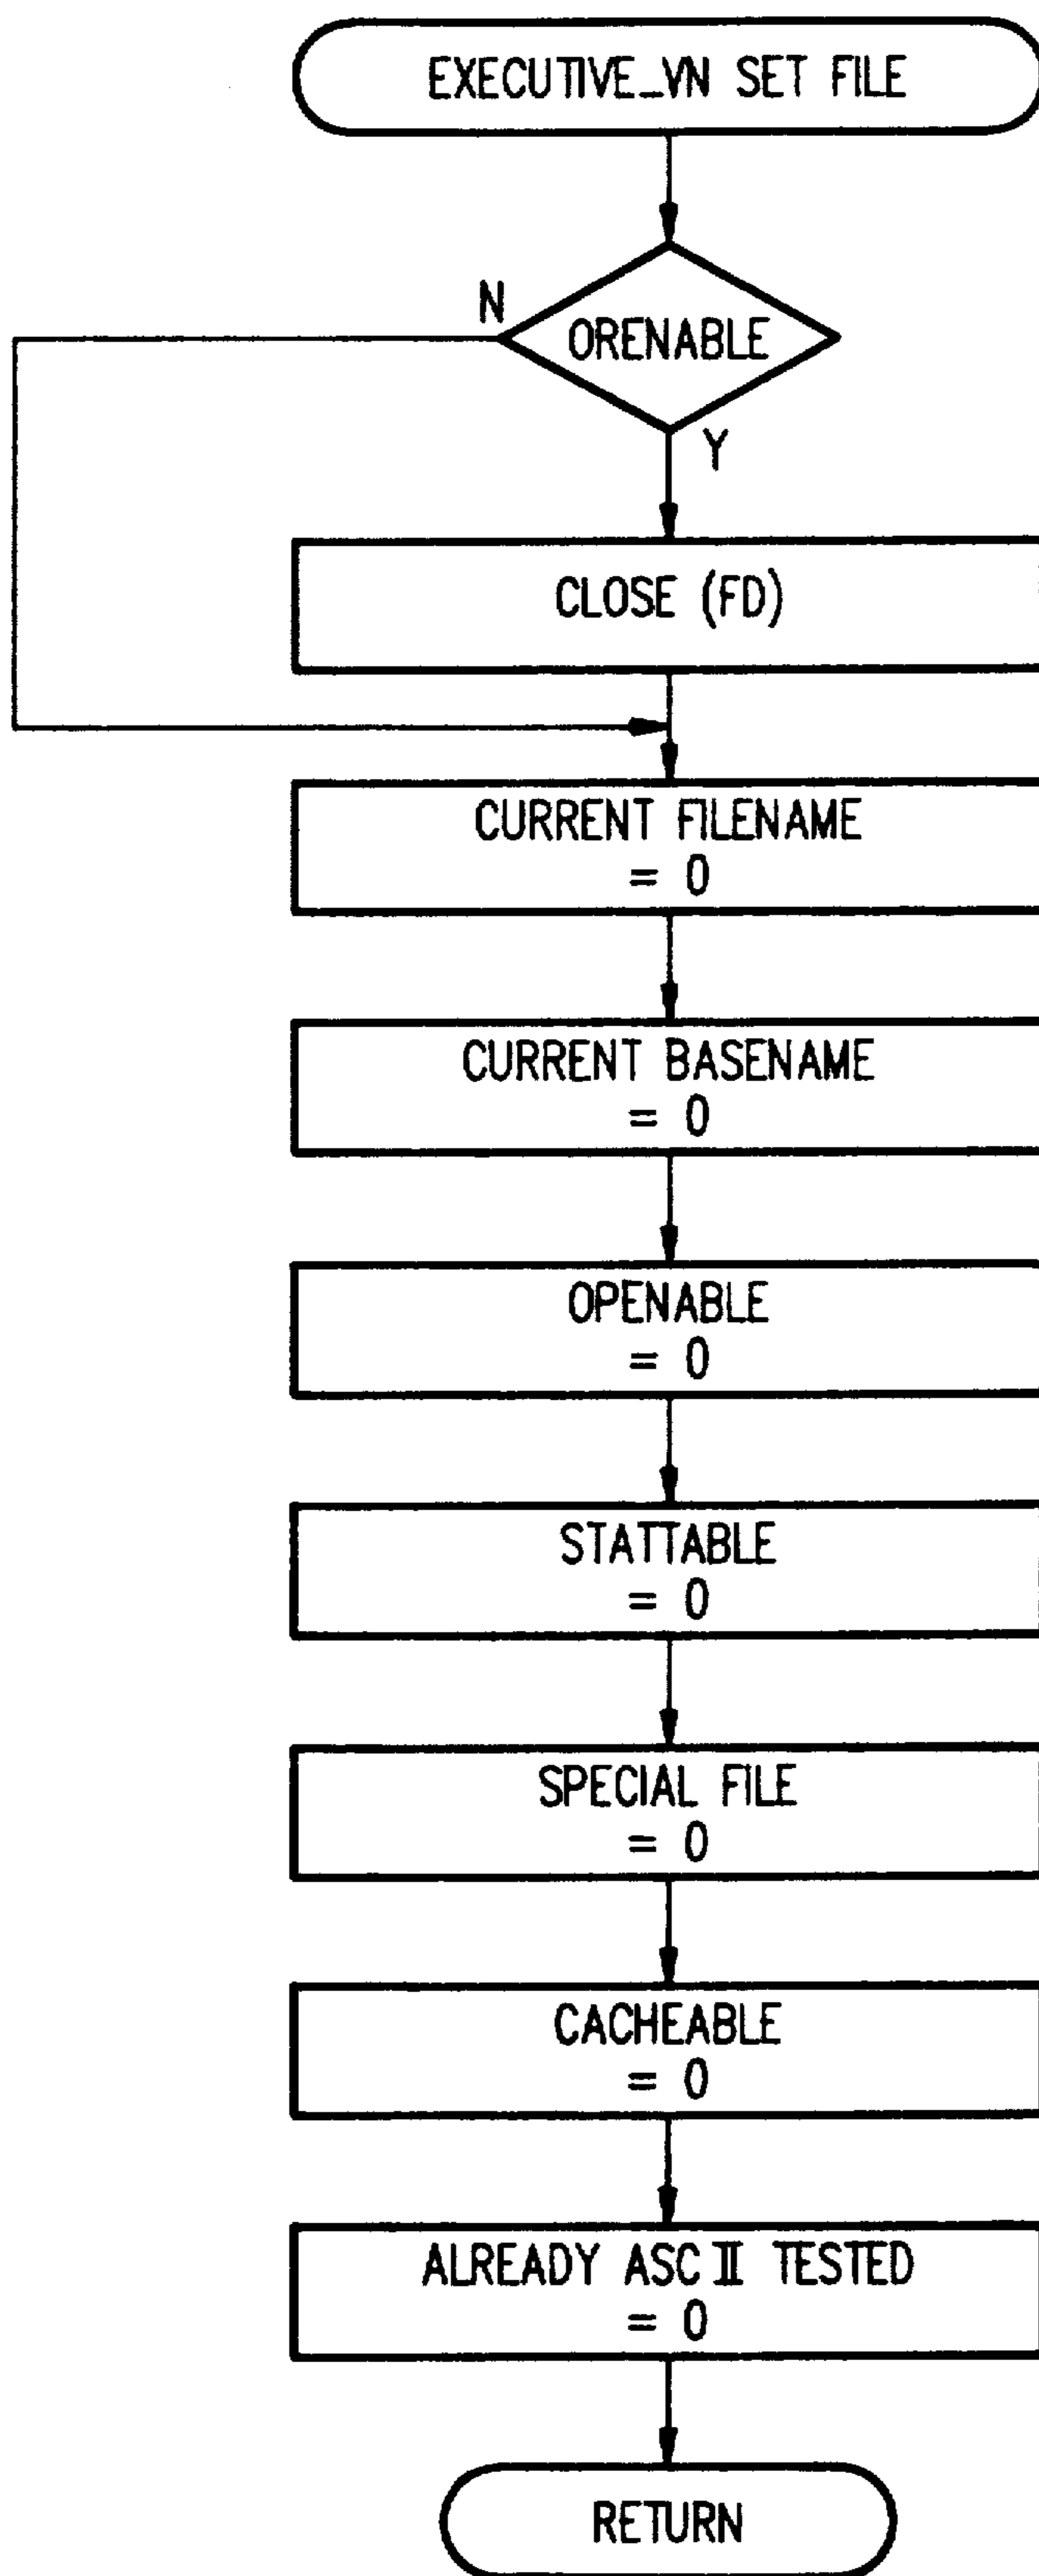 EXECUTIVE_VN SET FILE
N
ORENABLE
Y
CLOSE (FD)
CURRENT FILENAME
= 0
CURRENT BASENAME
= 0
OPENABLE
= 0
STATTABLE
= 0
SPECIAL FILE
= 0
CACHEABLE
= 0
ALREADY ASC II TESTED
= 0
RETURN